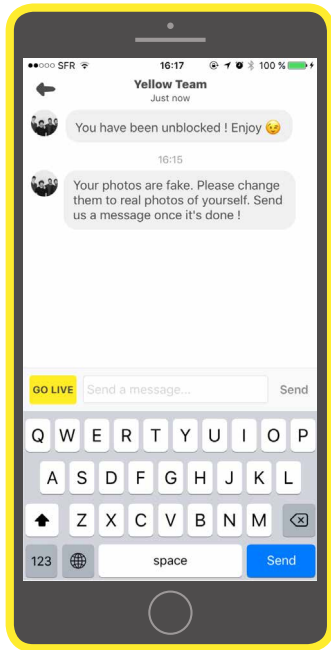 SFR 16:17 100 %
Yellow Team
Just now
You have been unblocked ! Enjoy 😉
16:15
Your photos are fake. Please change
them to real photos of yourself. Send
us a message once it's done !
GO LIVE Send a message... Send
Q W E R T Y U I O P
A S D F G H J K L
Z X C V B N M
123 space Send